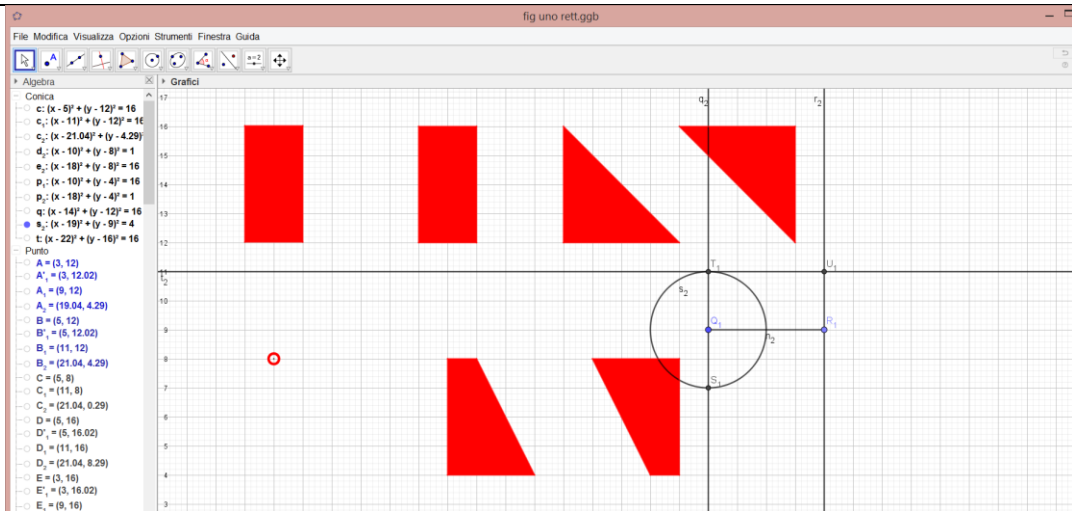 fig uno rett.ggb
File Modifica Visualizza Opzioni Strumenti Finestra Guida
A
a=2
Algebra
Grafici
Conica
c: (x - 5)² + (y - 12)² = 16
c₁: (x - 11)² + (y - 12)² = 16
c₂: (x - 21.04)² + (y - 4.29)²
d₂: (x - 10)² + (y - 8)² = 1
e₂: (x - 18)² + (y - 8)² = 16
p₁: (x - 10)² + (y - 4)² = 16
p₂: (x - 18)² + (y - 4)² = 1
q: (x - 14)² + (y - 12)² = 16
s₂: (x - 19)² + (y - 9)² = 4
t: (x - 22)² + (y - 16)² = 16
Punto
A = (3, 12)
A'₁ = (3, 12.02)
A₁ = (9, 12)
A₂ = (19.04, 4.29)
B = (5, 12)
B'₁ = (5, 12.02)
B₁ = (11, 12)
B₂ = (21.04, 4.29)
C = (5, 8)
C₁ = (11, 8)
C₂ = (21.04, 0.29)
D = (5, 16)
D'₁ = (5, 16.02)
D₁ = (11, 16)
D₂ = (21.04, 8.29)
E = (3, 16)
E'₁ = (3, 16.02)
E₁ = (9, 16)
17
q₂
r₂
16
15
14
13
12
11
T₁
U₁
10
s₂
9
Q₁
R₁
h₂
8
7
S₁
6
5
4
3